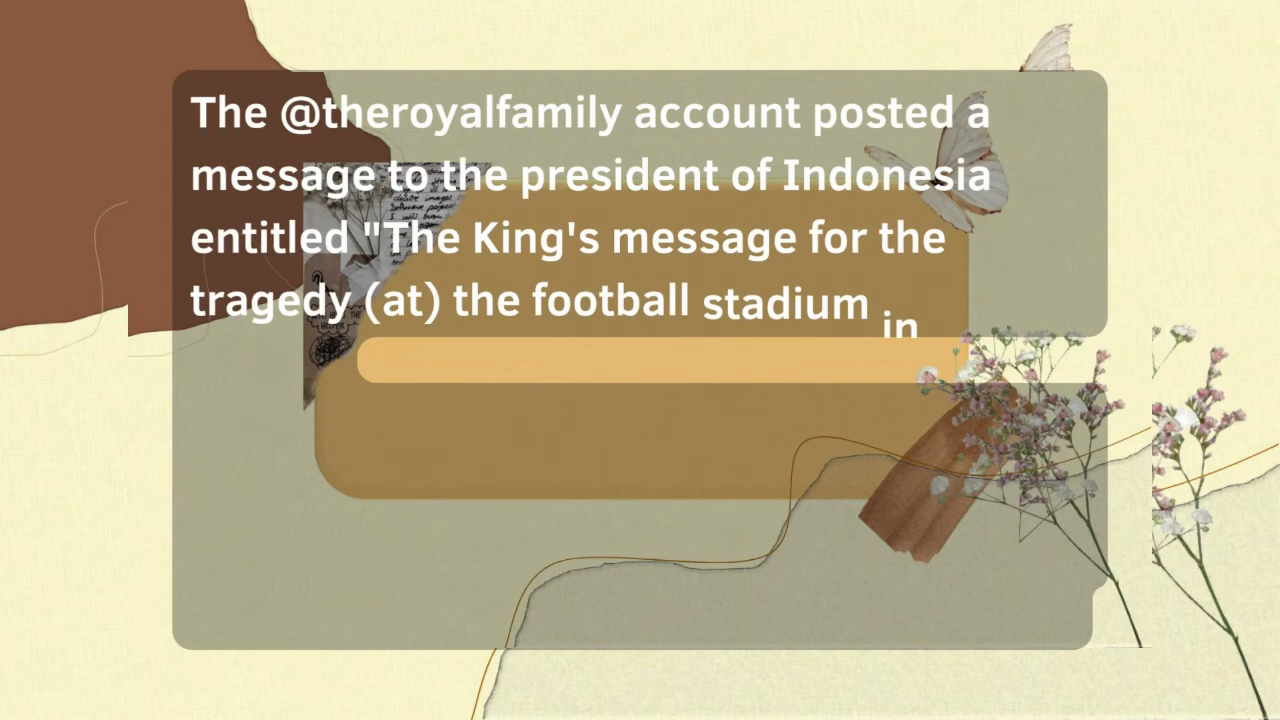 The @theroyalfamily account posted a
message to the president of Indonesia
entitled "The King's message for the
tragedy (at) the football stadium in